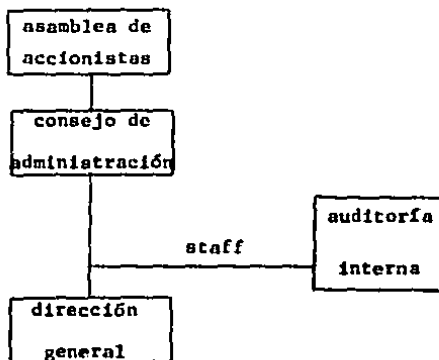 asamblea de
accionistas
consejo de
administración
staff
auditoría
interna
dirección
general